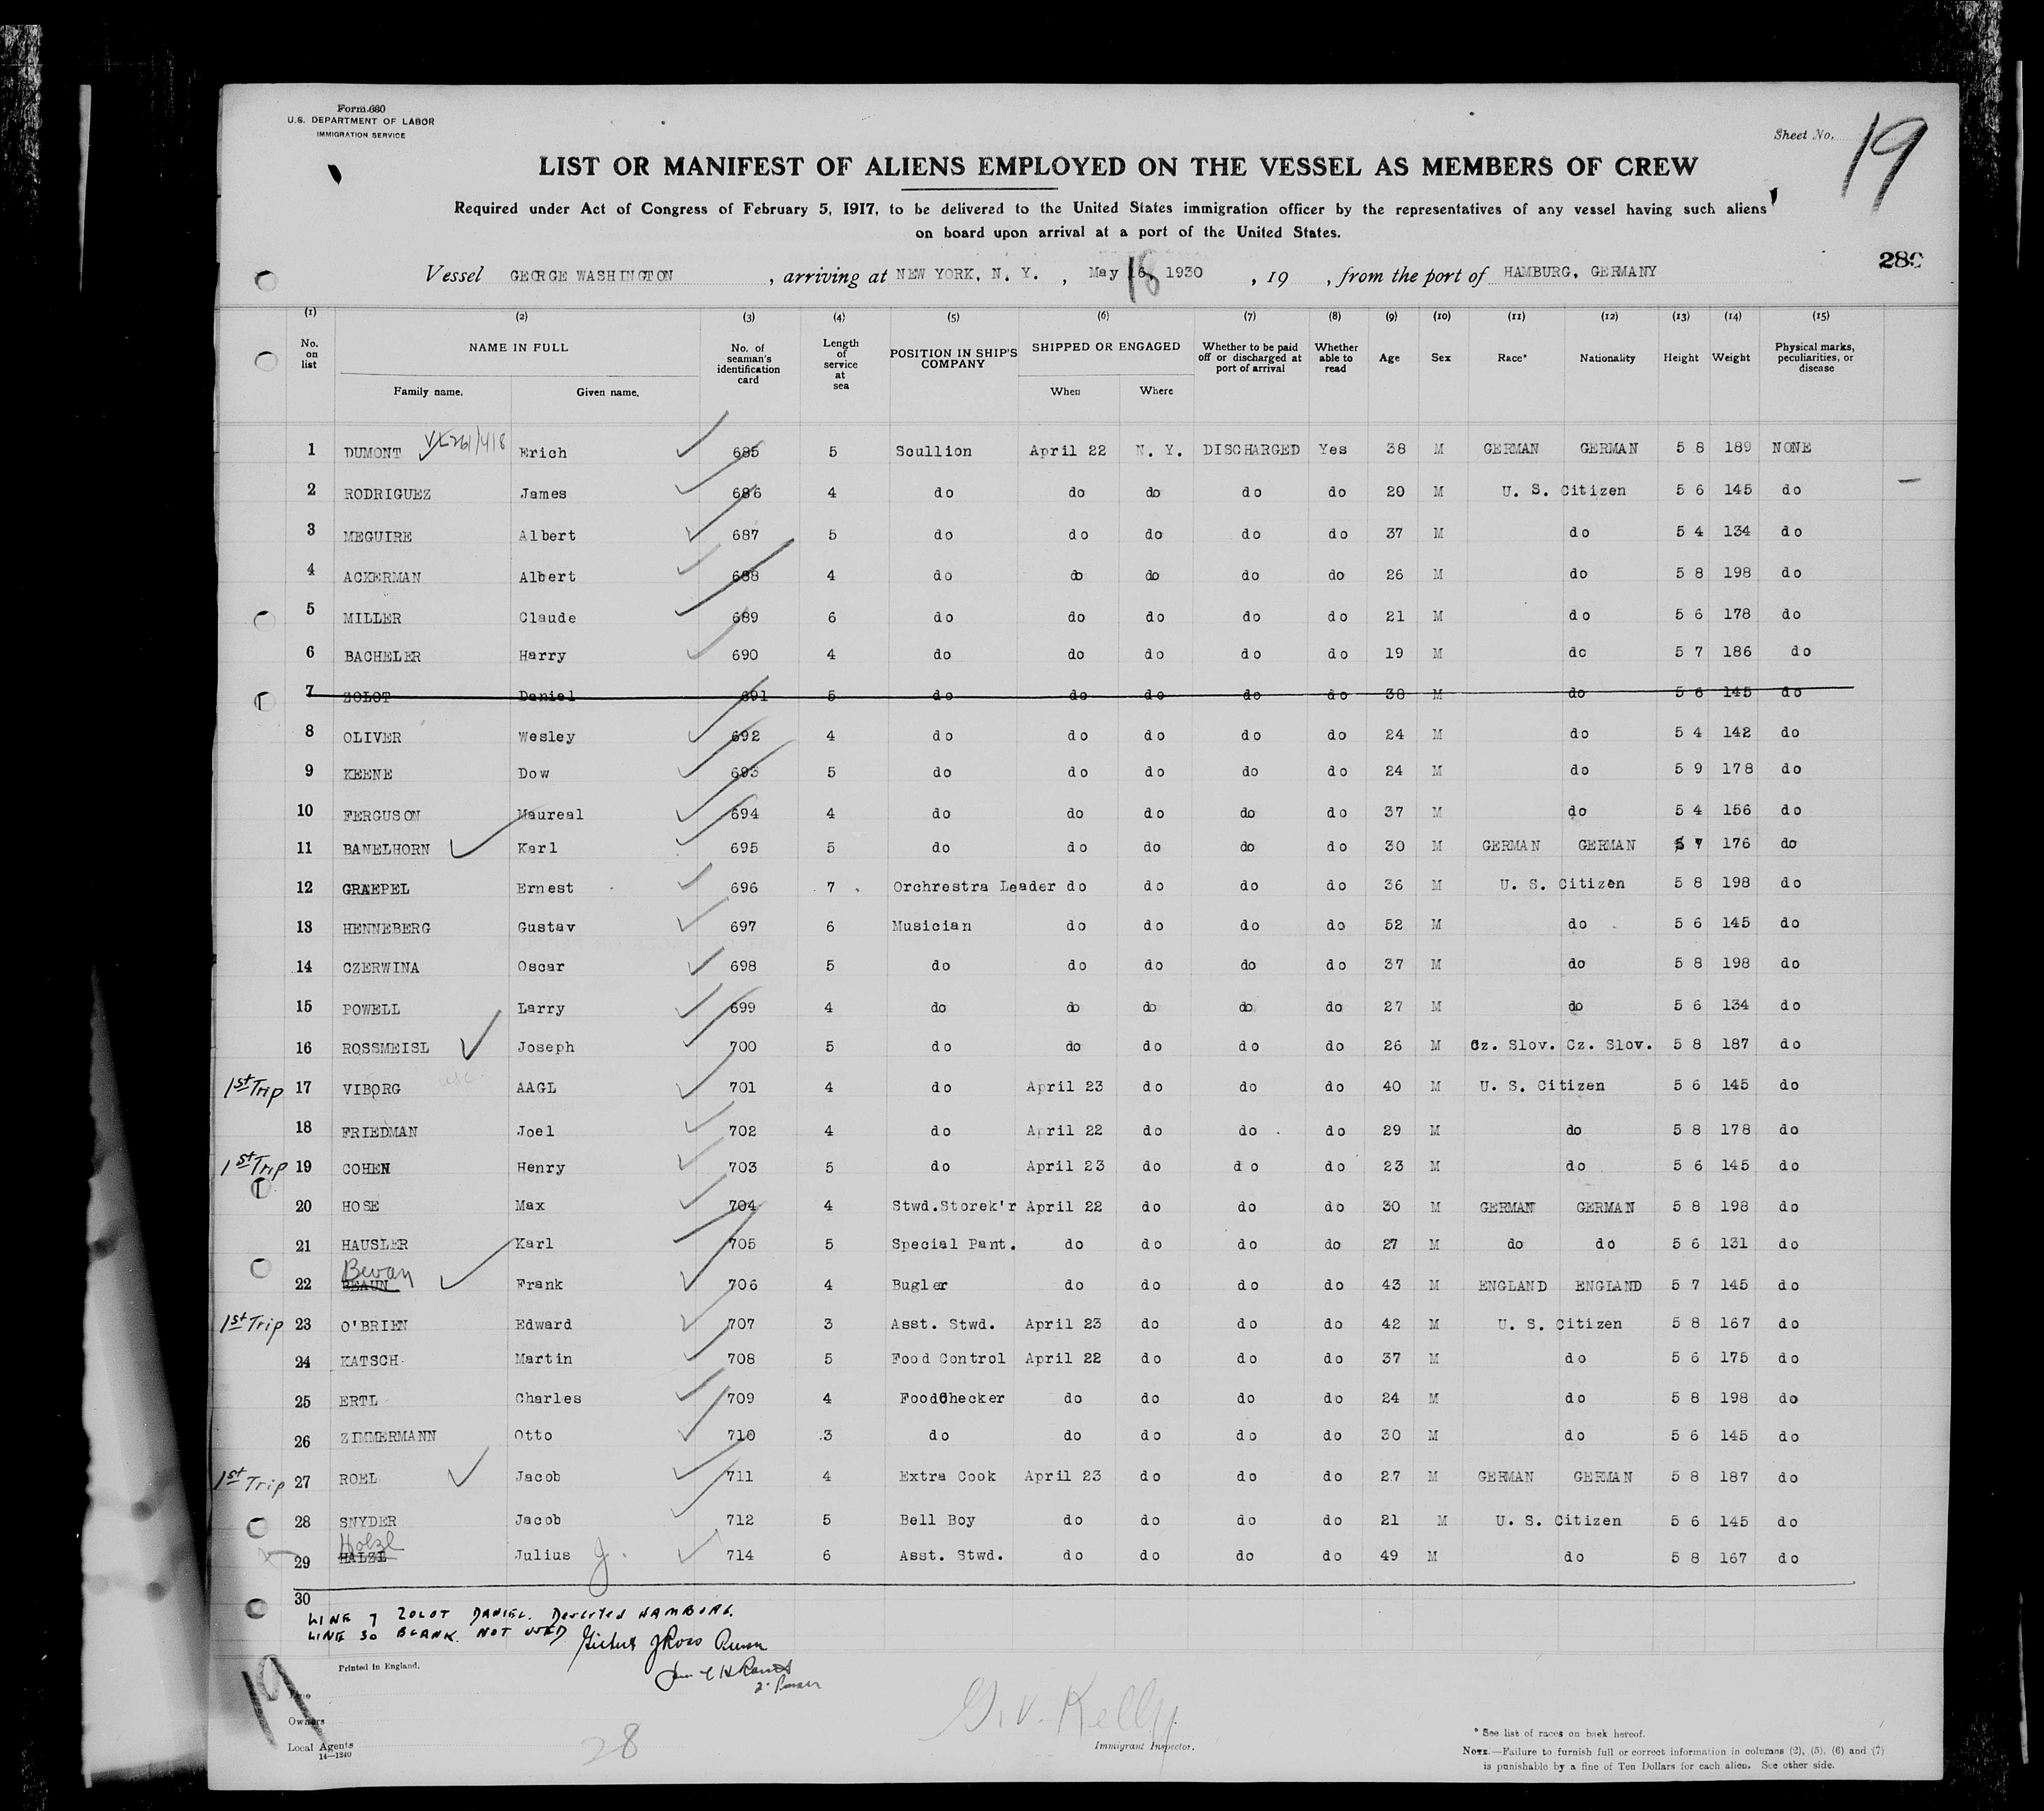 Form 680
U.S. DEPARTMENT OF LABOR
IMMIGRATION SERVICE
Sheet No. 19
LIST OR MANIFEST OF ALIENS EMPLOYED ON THE VESSEL AS MEMBERS OF CREW
Required under Act of Congress of February 5, 1917, to be delivered to the United States immigration officer by the representatives of any vessel having such aliens
on board upon arrival at a port of the United States.
280
Vessel GEORGE WASHINGTON , arriving at NEW YORK, N. Y. , May 18, 1930 , 19 , from the port of HAMBURG, GERMANY
(1) (2) (3) (4) (5) (6) (7) (8) (9) (10) (11) (12) (13) (14) (15)
No. on list NAME IN FULL Family name. Given name. No. of seaman's identification card Length of service at sea POSITION IN SHIP'S COMPANY SHIPPED OR ENGAGED When Where Whether to be paid off or discharged at port of arrival Whether able to read Age Sex Race* Nationality Height Weight Physical marks, peculiarities, or disease
1 DUMONT Erich 685 5 Scullion April 22 N. Y. DISCHARGED Yes 38 M GERMAN GERMAN 5 8 189 NONE
2 RODRIGUEZ James 686 4 do do do do do 20 M U. S. Citizen 5 6 145 do
3 MEGUIRE Albert 687 5 do do do do do 37 M do 5 4 134 do
4 ACKERMAN Albert 688 4 do do do do do 26 M do 5 8 198 do
5 MILLER Claude 689 6 do do do do do 21 M do 5 6 178 do
6 BACHELER Harry 690 4 do do do do do 19 M do 5 7 186 do
7 ZOLOT Daniel 691 5 do do do do do 38 M do 5 6 145 do
8 OLIVER Wesley 692 4 do do do do do 24 M do 5 4 142 do
9 KEENE Dow 693 5 do do do do do 24 M do 5 9 178 do
10 FERGUSON Maureal 694 4 do do do do do 37 M do 5 4 156 do
11 BANELHORN Karl 695 5 do do do do do 30 M GERMAN GERMAN 5 7 176 do
12 GRAEPEL Ernest 696 7 Orchrestra Leader do do do do 36 M U. S. Citizen 5 8 198 do
13 HENNEBERG Gustav 697 6 Musician do do do do 52 M do 5 6 145 do
14 CZERWINA Oscar 698 5 do do do do do 37 M do 5 8 198 do
15 POWELL Larry 699 4 do do do do do 27 M do 5 6 134 do
16 ROSSMEISL Joseph 700 5 do do do do do 26 M Cz. Slov. Cz. Slov. 5 8 187 do
1st Trip 17 VIBORG AAGL 701 4 do April 23 do do do 40 M U. S. Citizen 5 6 145 do
18 FRIEDMAN Joel 702 4 do April 22 do do do 29 M do 5 8 178 do
1st Trip 19 COHEN Henry 703 5 do April 23 do do do 23 M do 5 6 145 do
20 HOSE Max 704 4 Stwd.Storek'r April 22 do do do 30 M GERMAN GERMAN 5 8 198 do
21 HAUSLER Karl 705 5 Special Pant. do do do do 27 M do do 5 6 131 do
Bevan
22 BEAUN Frank 706 4 Bugler do do do do 43 M ENGLAND ENGLAND 5 7 145 do
1st Trip 23 O'BRIEN Edward 707 3 Asst. Stwd. April 23 do do do 42 M U. S. Citizen 5 8 167 do
24 KATSCH Martin 708 5 Food Control April 22 do do do 37 M do 5 6 175 do
25 ERTL Charles 709 4 FoodChecker do do do do 24 M do 5 8 198 do
26 ZIMMERMANN Otto 710 3 do do do do do 30 M do 5 6 145 do
1st Trip 27 ROEL Jacob 711 4 Extra Cook April 23 do do do 27 M GERMAN GERMAN 5 8 187 do
28 SNYDER Jacob 712 5 Bell Boy do do do do 21 M U. S. Citizen 5 6 145 do
Holzl
29 HALZL Julius J. 714 6 Asst. Stwd. do do do do 49 M do 5 8 167 do
30
LINE 7 ZOLOT DANIEL. Deserted HAMBURG.
LINE 30 BLANK. NOT USED
Printed in England.
19
Owners
Local Agents
14—1240
28
G. V. Kelly
Immigrant Inspector.
* See list of races on back hereof.
NOTE.—Failure to furnish full or correct information in columns (2), (5), (6) and (7)
is punishable by a fine of Ten Dollars for each alien. See other side.